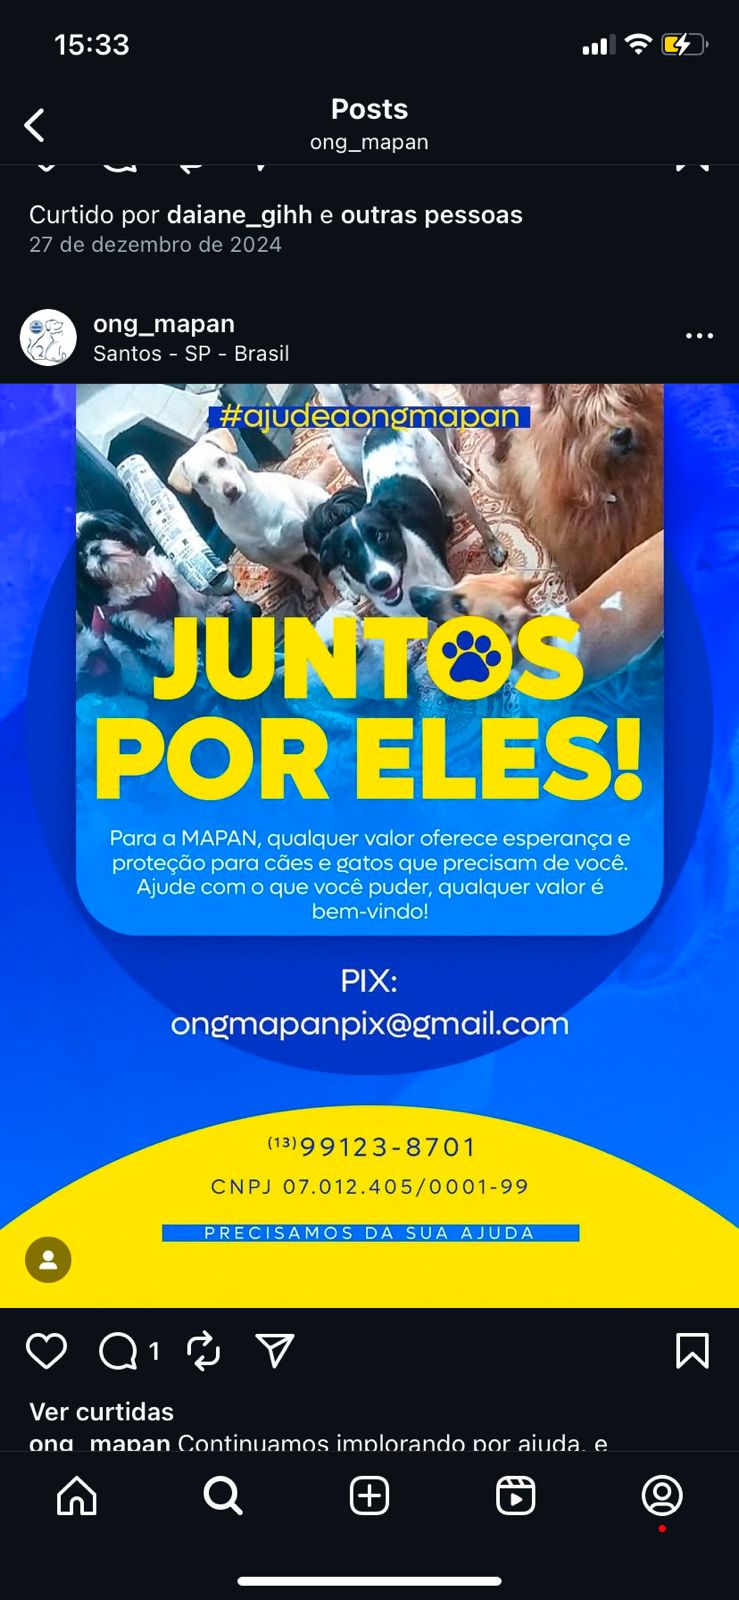 15:33
Posts
ong_mapan
Curtido por daiane_gihh e outras pessoas
27 de dezembro de 2024
ong_mapan
Santos - SP - Brasil
#ajudeaongmapan
JUNTOS
POR ELES!
Para a MAPAN, qualquer valor oferece esperança e
proteção para cães e gatos que precisam de você.
Ajude com o que você puder, qualquer valor é
bem-vindo!
PIX:
ongmapanpix@gmail.com
(13)99123-8701
CNPJ 07.012.405/0001-99
PRECISAMOS DA SUA AJUDA
1
Ver curtidas
ong_mapan Continuamos implorando por ajuda, e